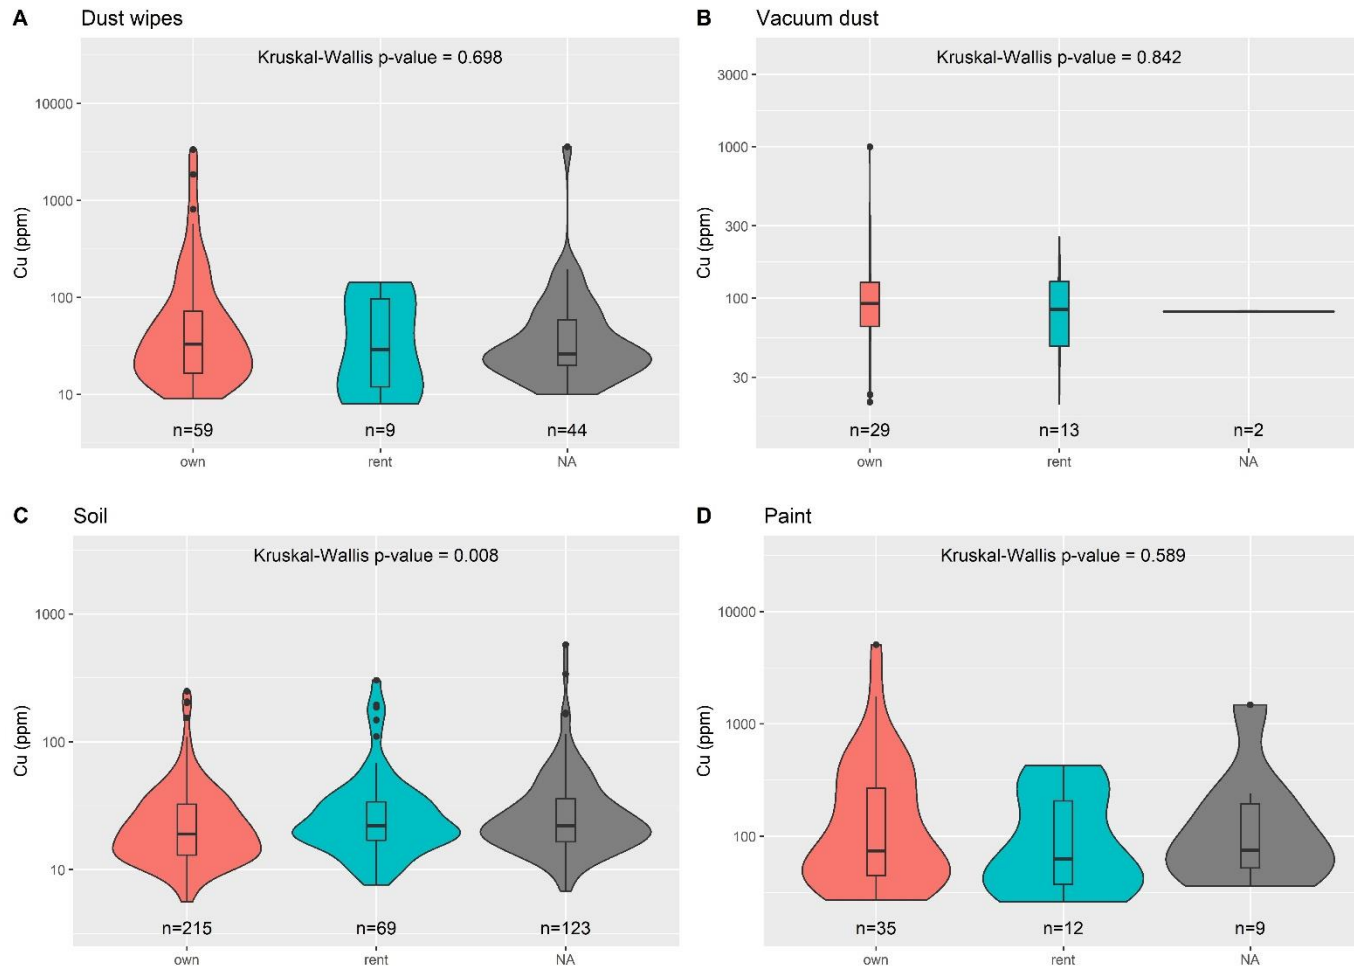 A Dust wipes
Kruskal-Wallis p-value = 0.698
Cu (ppm)
10000
1000
100
10
n=59 n=9 n=44
own rent NA
B Vacuum dust
Kruskal-Wallis p-value = 0.842
Cu (ppm)
3000
1000
300
100
30
n=29 n=13 n=2
own rent NA
C Soil
Kruskal-Wallis p-value = 0.008
Cu (ppm)
1000
100
10
n=215 n=69 n=123
own rent NA
D Paint
Kruskal-Wallis p-value = 0.589
Cu (ppm)
10000
1000
100
n=35 n=12 n=9
own rent NA